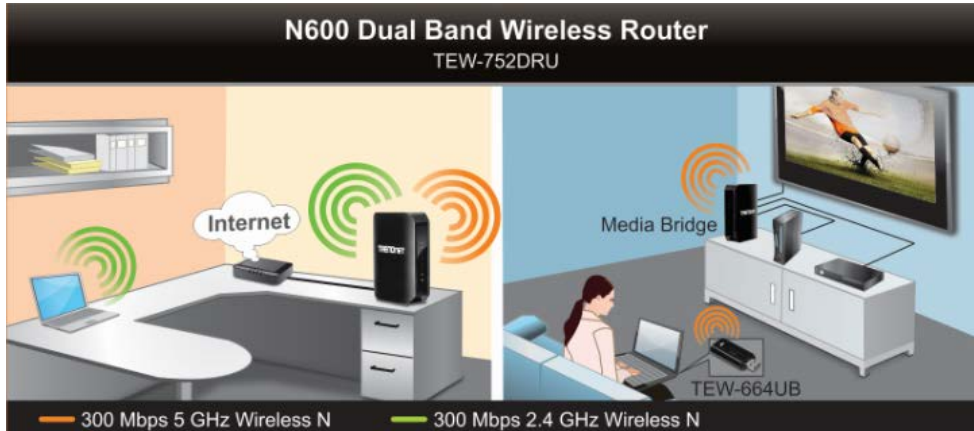 N600 Dual Band Wireless Router
TEW-752DRU
Internet
TRENDNET
Media Bridge
TEW-664UB
300 Mbps 5 GHz Wireless N
300 Mbps 2.4 GHz Wireless N